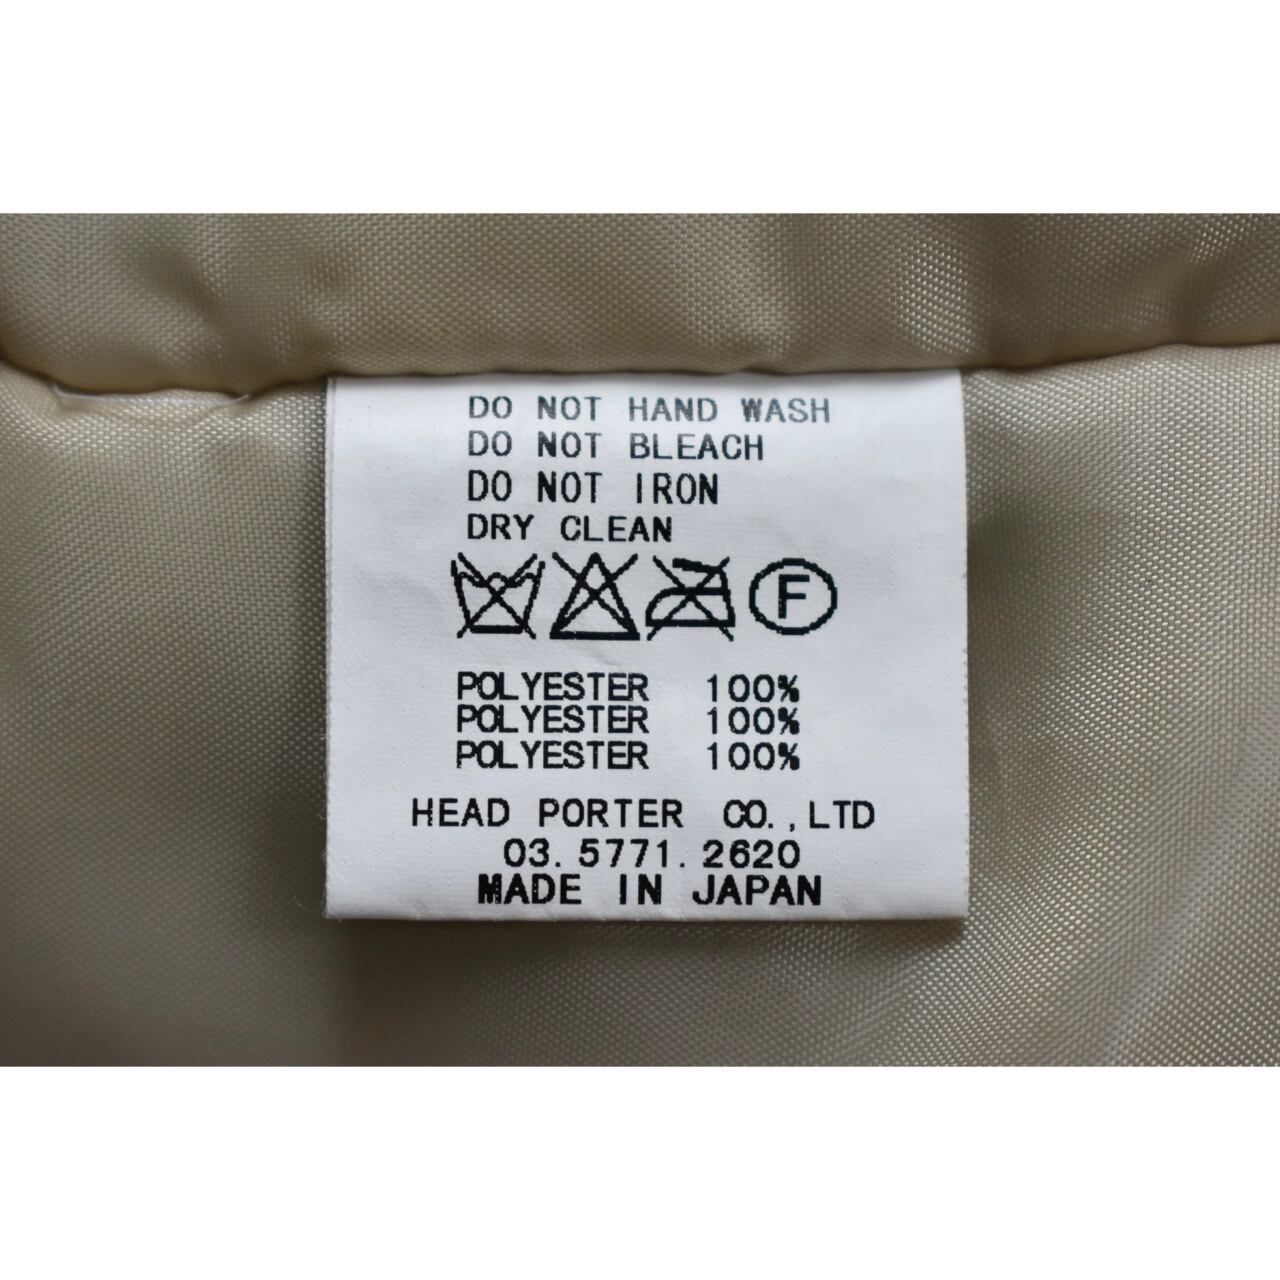 DO NOT HAND WASH
DO NOT BLEACH
DO NOT IRON
DRY CLEAN
F
POLYESTER 100%
POLYESTER 100%
POLYESTER 100%
HEAD PORTER CO.,LTD
03.5771.2620
MADE IN JAPAN